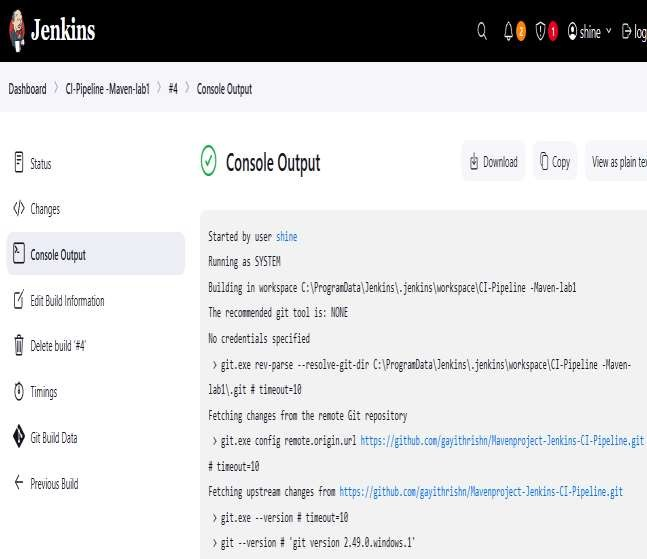 Jenkins
2
1
shine
log
Dashboard > CI-Pipeline -Maven-lab1 > #4 > Console Output
Status
Changes
Console Output
Edit Build Information
Delete build '#4'
Timings
Git Build Data
Previous Build
Console Output
Download
Copy
View as plain tex
Started by user shine
Running as SYSTEM
Building in workspace C:\ProgramData\Jenkins\.jenkins\workspace\CI-Pipeline -Maven-lab1
The recommended git tool is: NONE
No credentials specified
> git.exe rev-parse --resolve-git-dir C:\ProgramData\Jenkins\.jenkins\workspace\CI-Pipeline -Maven-
lab1\.git # timeout=10
Fetching changes from the remote Git repository
> git.exe config remote.origin.url https://github.com/gayithrishn/Mavenproject-Jenkins-CI-Pipeline.git
# timeout=10
Fetching upstream changes from https://github.com/gayithrishn/Mavenproject-Jenkins-CI-Pipeline.git
> git.exe --version # timeout=10
> git --version # 'git version 2.49.0.windows.1'